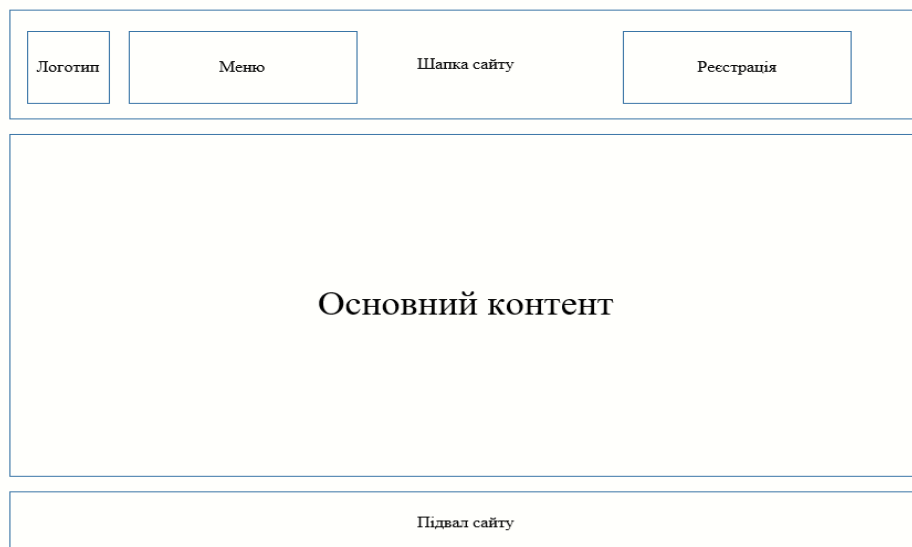 Логотип
Меню
Шапка сайту
Реєстрація
Основний контент
Підвал сайту